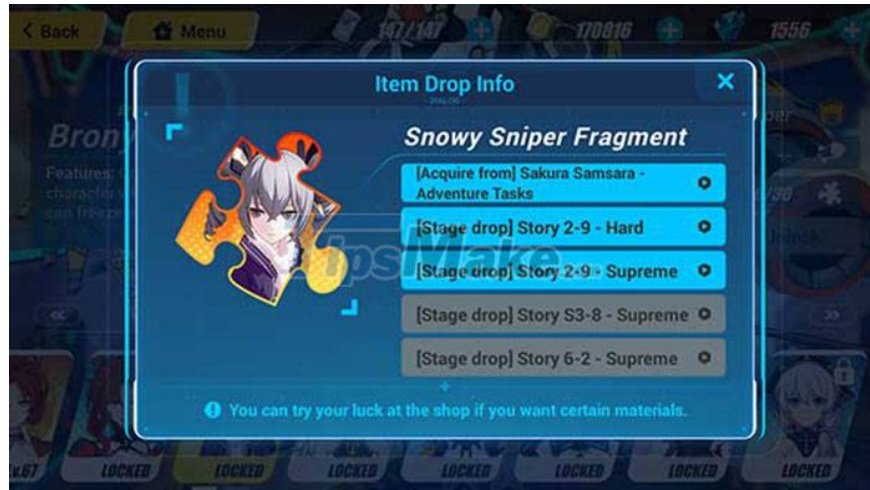 < Back
Menu
147/147
170816
1556
Item Drop Info
Brony
Snowy Sniper Fragment
Features:
[Acquire from] Sakura Samsara -
Adventure Tasks
[Stage drop] Story 2-9 - Hard
[Stage drop] Story 2-9 - Supreme
[Stage drop] Story S3-8 - Supreme
[Stage drop] Story 6-2 - Supreme
You can try your luck at the shop if you want certain materials.
LOCKED
LOCKED
LOCKED
LOCKED
LOCKED
LOCKED
LOCKED